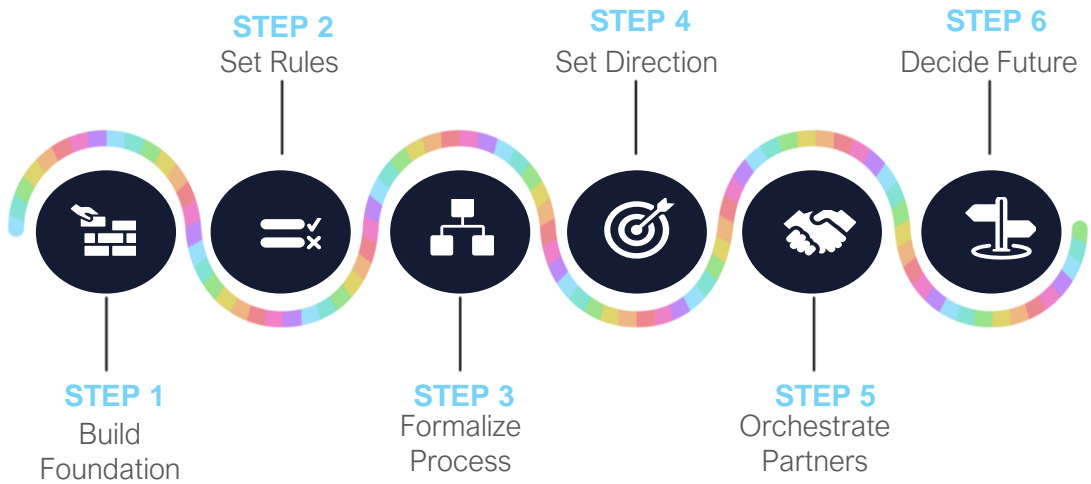 STEP 1
Build
Foundation
STEP 2
Set Rules
STEP 3
Formalize
Process
STEP 4
Set Direction
STEP 5
Orchestrate
Partners
STEP 6
Decide Future